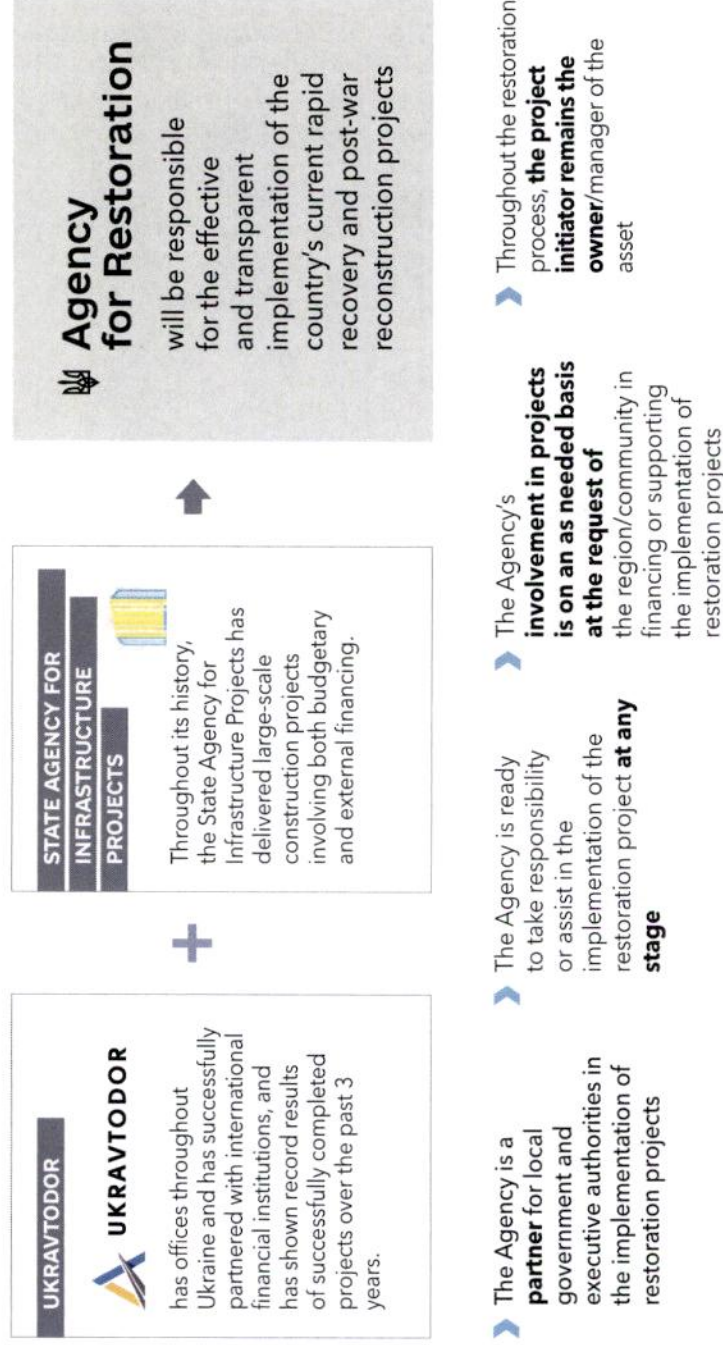 UKRAVTODOR
UKRAVTODOR
has offices throughout
Ukraine and has successfully
partnered with international
financial institutions, and
has shown record results
of successfully completed
projects over the past 3
years.
+
STATE AGENCY FOR
INFRASTRUCTURE
PROJECTS
Throughout its history,
the State Agency for
Infrastructure Projects has
delivered large-scale
construction projects
involving both budgetary
and external financing.
Agency
for Restoration
will be responsible
for the effective
and transparent
implementation of the
country's current rapid
recovery and post-war
reconstruction projects
The Agency is a
partner for local
government and
executive authorities in
the implementation of
restoration projects
The Agency is ready
to take responsibility
or assist in the
implementation of the
restoration project at any
stage
The Agency's
involvement in projects
is on an as needed basis
at the request of
the region/community in
financing or supporting
the implementation of
restoration projects
Throughout the restoration
process, the project
initiator remains the
owner/manager of the
asset